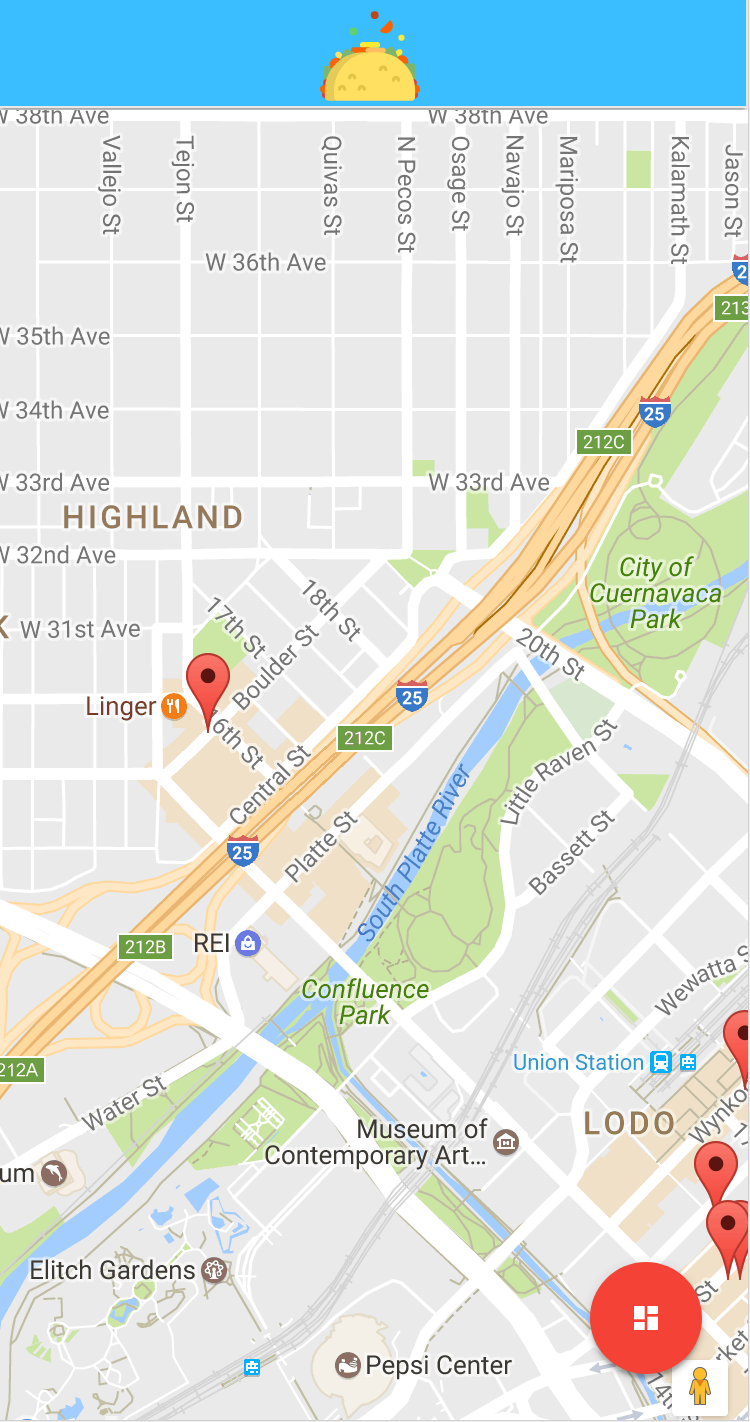 W 38th Ave
W 38th Ave
Vallejo St
Tejon St
Quivas St
N Pecos St
Osage St
Navajo St
Mariposa St
Kalamath St
Jason St
W 36th Ave
2
213
W 35th Ave
W 34th Ave
25
212C
W 33rd Ave
W 33rd Ave
HIGHLAND
W 32nd Ave
City of
Cuernavaca
Park
18th St
17th St
K
W 31st Ave
Boulder St
20th St
Linger
25
16th St
212C
Little Raven St
Central St
25
Platte St
South Platte River
Bassett St
212B
REI
Confluence
Park
Wewatta S
212A
Union Station
Water St
LODO
Wynko
Museum of
Contemporary Art...
um
Elitch Gardens
St
rket
Pepsi Center
14th